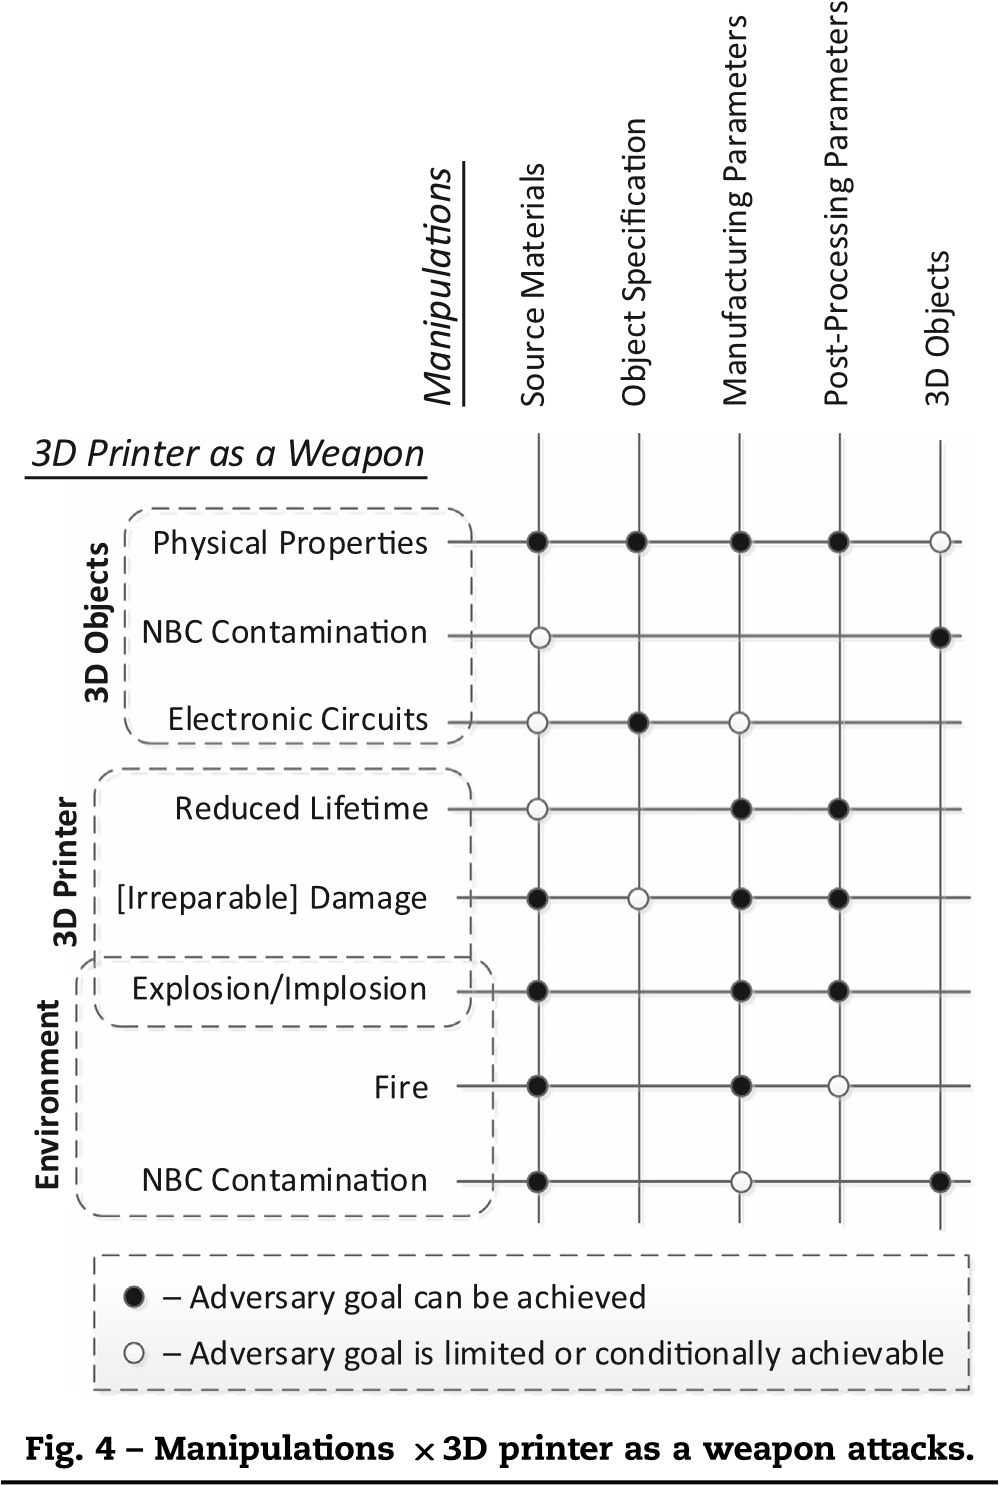 Manipulations
Source Materials
Object Specification
Manufacturing Parameters
Post-Processing Parameters
3D Objects
3D Printer as a Weapon
3D Objects
Physical Properties
NBC Contamination
Electronic Circuits
3D Printer
Reduced Lifetime
[Irreparable] Damage
Explosion/Implosion
Environment
Fire
NBC Contamination
– Adversary goal can be achieved
– Adversary goal is limited or conditionally achievable
Fig. 4 – Manipulations × 3D printer as a weapon attacks.